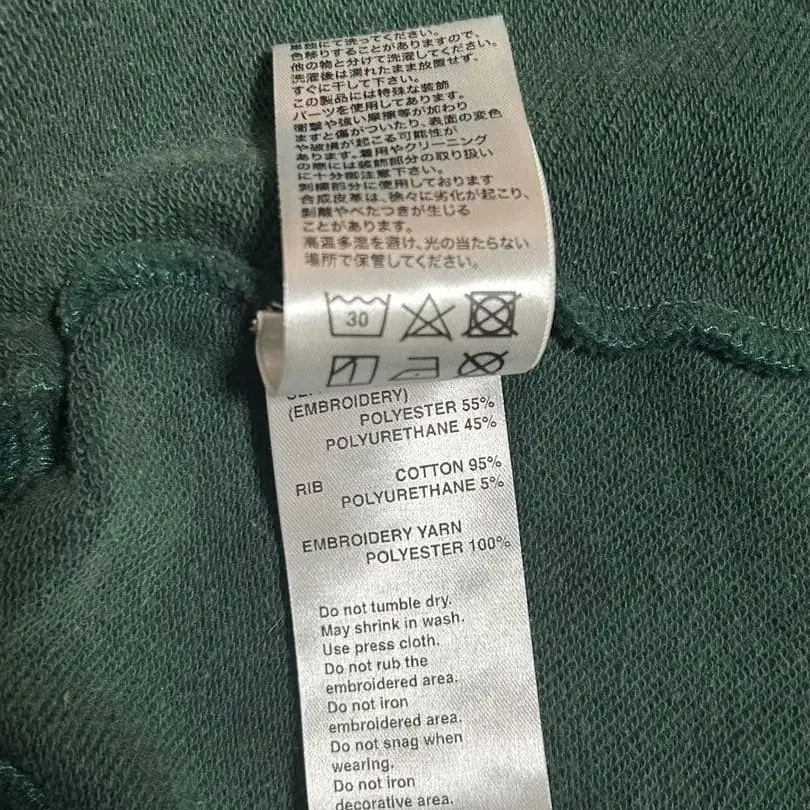 単独にて洗ってください。
色移りすることがありますので、
他の物と分けて洗濯してください。
洗濯後は濡れたまま放置せず、
すぐに干して下さい。
この製品には特殊な装飾
パーツを使用してあります。
衝撃や強い摩擦等が加わり
ますと傷がついたり、表面の変色
や破損が起こる可能性が
あります。着用やクリーニング
の際には装飾部分の取り扱い
に十分御注意下さい。
刺繍部分に使用しております
合成皮革は、徐々に劣化が起こり、
剥離やべたつきが生じる
ことがあります。
高温多湿を避け、光の当たらない
場所で保管してください。
30
(EMBROIDERY)
POLYESTER 55%
POLYURETHANE 45%
RIB COTTON 95%
POLYURETHANE 5%
EMBROIDERY YARN
POLYESTER 100%
Do not tumble dry.
May shrink in wash.
Use press cloth.
Do not rub the
embroidered area.
Do not iron
embroidered area.
Do not snag when
wearing.
Do not iron
decorative area.